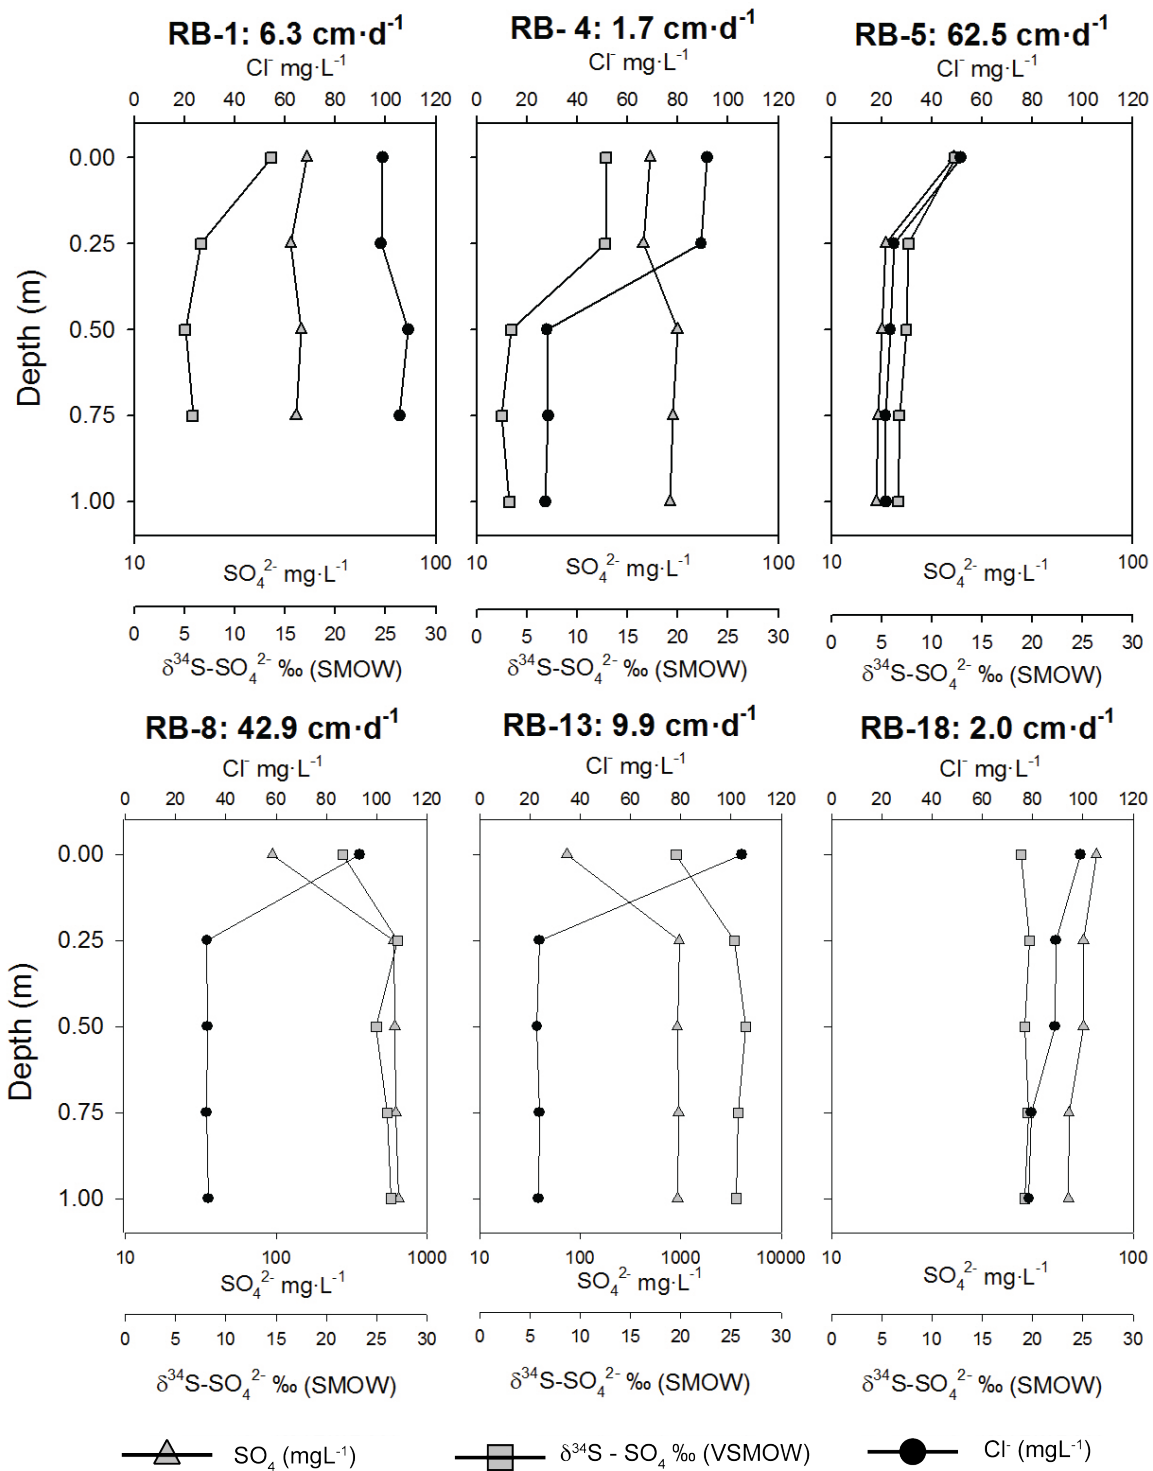 RB-1: 6.3 cm·d⁻¹ RB- 4: 1.7 cm·d⁻¹ RB-5: 62.5 cm·d⁻¹
Cl⁻ mg·L⁻¹ Cl⁻ mg·L⁻¹ Cl⁻ mg·L⁻¹
0 20 40 60 80 100 120 0 20 40 60 80 100 120 0 20 40 60 80 100 120
0.00
0.25
Depth (m)
0.50
0.75
1.00
10 100 10 100 10 100
SO₄²⁻ mg·L⁻¹ SO₄²⁻ mg·L⁻¹ SO₄²⁻ mg·L⁻¹
0 5 10 15 20 25 30 0 5 10 15 20 25 30 0 5 10 15 20 25 30
δ³⁴S-SO₄²⁻ ‰ (SMOW) δ³⁴S-SO₄²⁻ ‰ (SMOW) δ³⁴S-SO₄²⁻ ‰ (SMOW)
RB-8: 42.9 cm·d⁻¹ RB-13: 9.9 cm·d⁻¹ RB-18: 2.0 cm·d⁻¹
Cl⁻ mg·L⁻¹ Cl⁻ mg·L⁻¹ Cl⁻ mg·L⁻¹
0 20 40 60 80 100 120 0 20 40 60 80 100 120 0 20 40 60 80 100 120
0.00
0.25
Depth (m)
0.50
0.75
1.00
10 100 1000 10 100 1000 10000 10 100
SO₄²⁻ mg·L⁻¹ SO₄²⁻ mg·L⁻¹ SO₄²⁻ mg·L⁻¹
0 5 10 15 20 25 30 0 5 10 15 20 25 30 0 5 10 15 20 25 30
δ³⁴S-SO₄²⁻ ‰ (SMOW) δ³⁴S-SO₄²⁻ ‰ (SMOW) δ³⁴S-SO₄²⁻ ‰ (SMOW)
SO₄ (mgL⁻¹) δ³⁴S - SO₄ ‰ (VSMOW) Cl⁻ (mgL⁻¹)